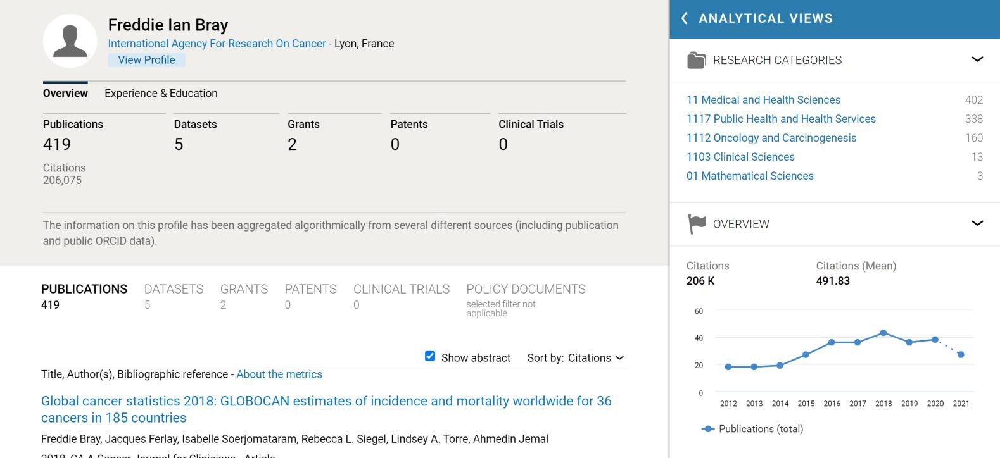 Freddie Ian Bray
International Agency For Research On Cancer - Lyon, France
View Profile
Overview Experience & Education
Publications Datasets Grants Patents Clinical Trials
419 5 2 0 0
Citations
206,075
The information on this profile has been aggregated algorithmically from several different sources (including publication
and public ORCID data).
PUBLICATIONS DATASETS GRANTS PATENTS CLINICAL TRIALS POLICY DOCUMENTS
419 5 2 0 0 selected filter not
applicable
Show abstract Sort by: Citations
Title, Author(s), Bibliographic reference - About the metrics
Global cancer statistics 2018: GLOBOCAN estimates of incidence and mortality worldwide for 36
cancers in 185 countries
Freddie Bray, Jacques Ferlay, Isabelle Soerjomataram, Rebecca L. Siegel, Lindsey A. Torre, Ahmedin Jemal
2018, CA A Cancer Journal for Clinicians - Article
ANALYTICAL VIEWS
RESEARCH CATEGORIES
11 Medical and Health Sciences 402
1117 Public Health and Health Services 338
1112 Oncology and Carcinogenesis 160
1103 Clinical Sciences 13
01 Mathematical Sciences 3
OVERVIEW
Citations Citations (Mean)
206 K 491.83
60
40
20
0
2012 2013 2014 2015 2016 2017 2018 2019 2020 2021
Publications (total)